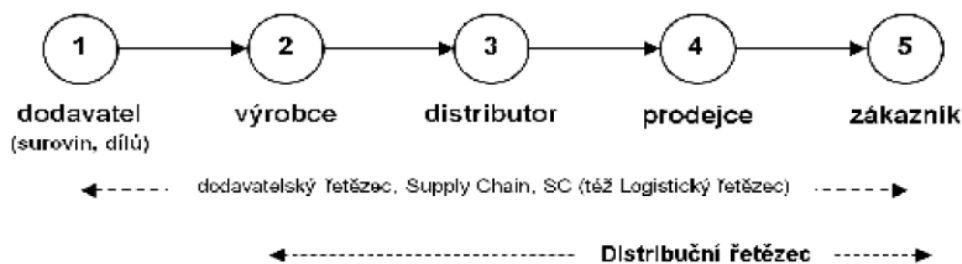 1 2 3 4 5
dodavatel výrobce distributor prodejce zákazník
(surovin, dílů)
dodavatelský řetězec, Supply Chain, SC (též Logistický řetězec)
Distribuční řetězec